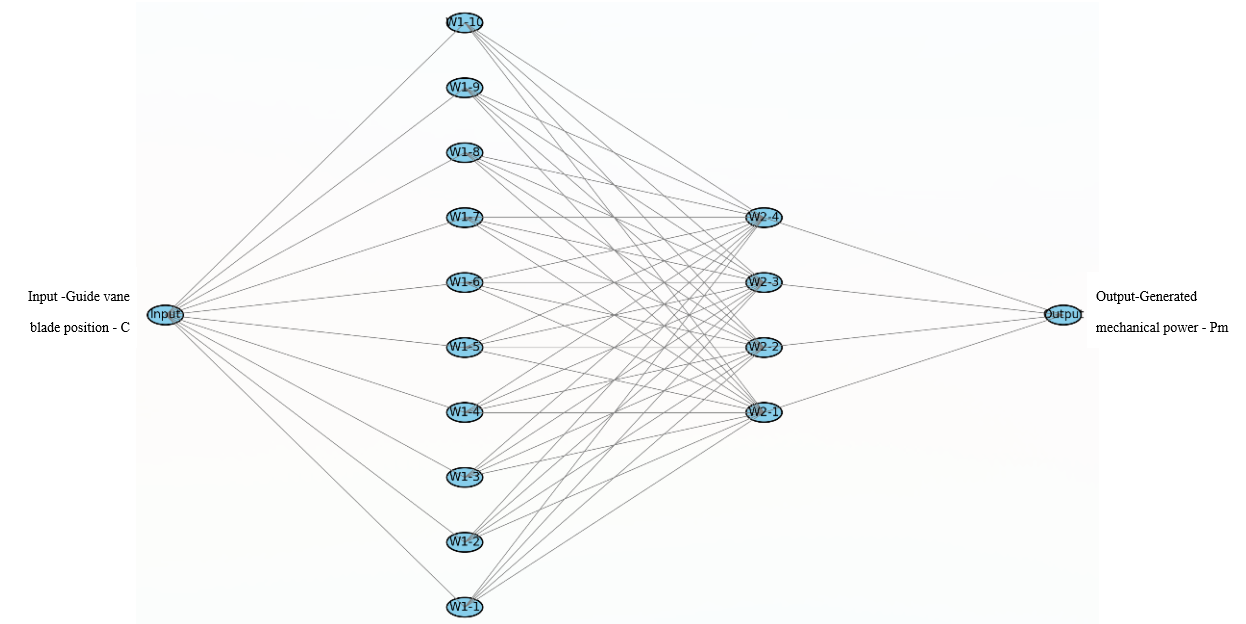 W1-10
W1-9
W1-8
W1-7
W2-4
W1-6
W2-3
Input -Guide vane
blade position - C
Input
Output
Output-Generated
mechanical power - Pm
W1-5
W2-2
W1-4
W2-1
W1-3
W1-2
W1-1